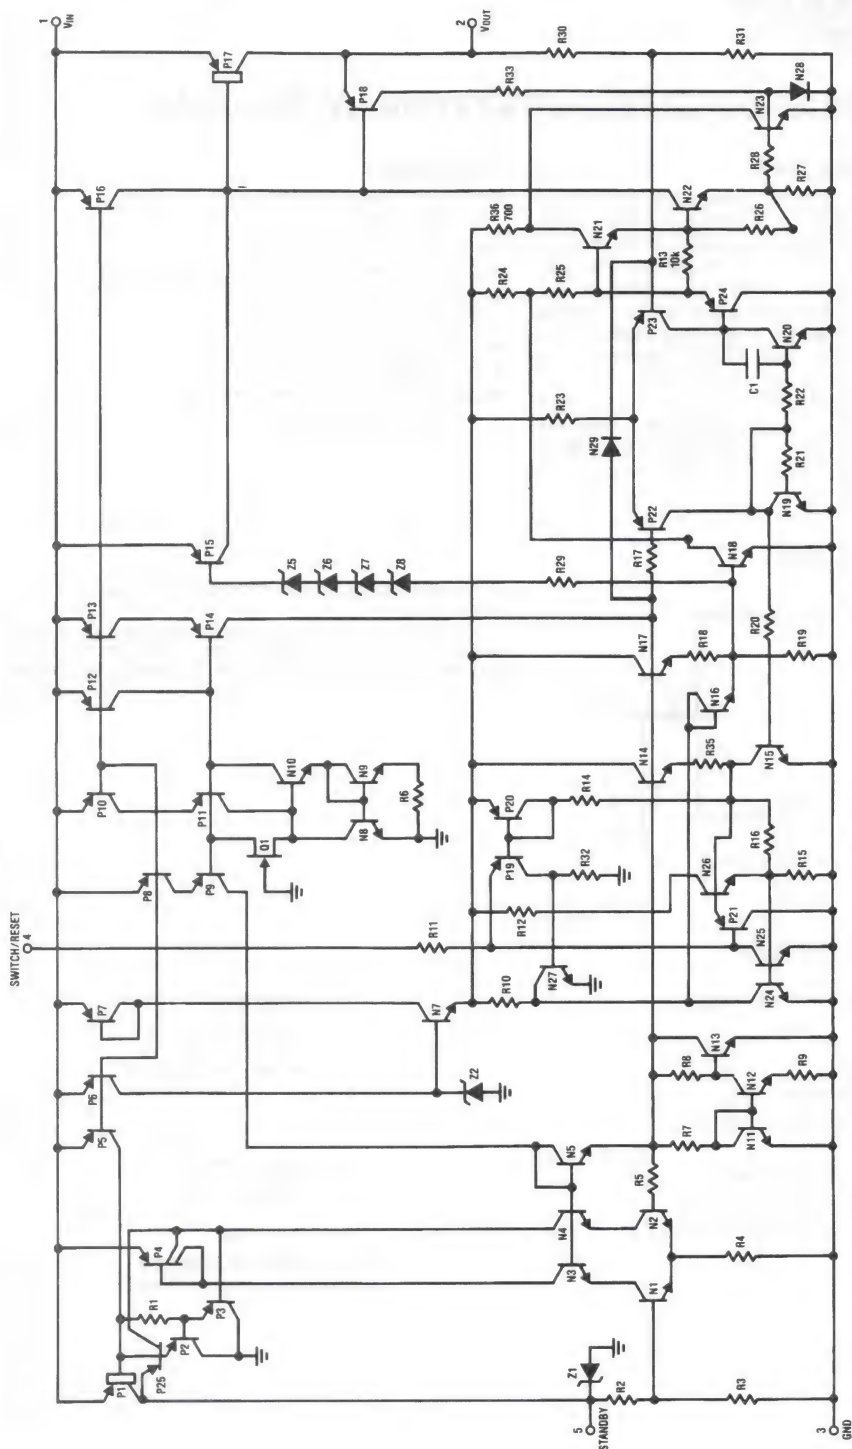 1
VIN
2
VOUT
3
GND
4
SWITCH/RESET
5
STANDBY
P17
R30
R31
P18
R33
N28
N23
R28
P16
N22
R27
R26
R36
700
N21
R13
10k
R24
R25
P24
P23
N20
C1
R23
R22
N29
R21
P22
N19
R17
P15
Z5
Z6
Z7
Z8
R29
N18
P13
P14
R20
N17
R18
R19
P12
N16
N10
N9
R6
N14
R35
N15
P10
P11
Q1
N8
P20
R14
P19
R32
R16
P8
P9
N26
R15
R12
P21
R11
N25
N27
R10
N24
P7
N7
N13
P6
Z2
R8
N12
R9
P5
N5
R7
N11
R5
P4
N4
N2
R1
P3
N3
R4
P2
N1
P1
P25
Z1
R2
R3